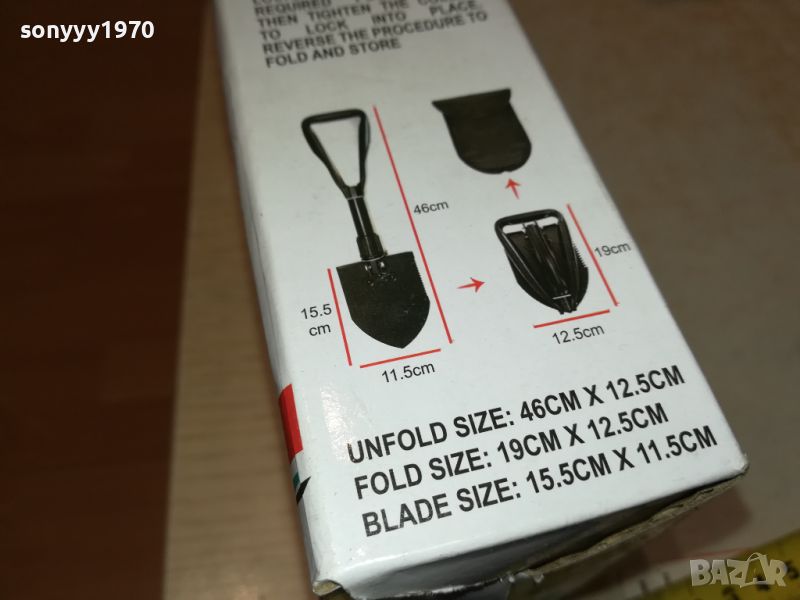 sonyyy1970
REQUIRED
THEN TIGHTEN THE
TO LOCK INTO PLACE.
REVERSE THE PROCEDURE TO
FOLD AND STORE
46cm
19cm
15.5
cm
12.5cm
11.5cm
UNFOLD SIZE: 46CM X 12.5CM
FOLD SIZE: 19CM X 12.5CM
BLADE SIZE: 15.5CM X 11.5CM
BAZAR